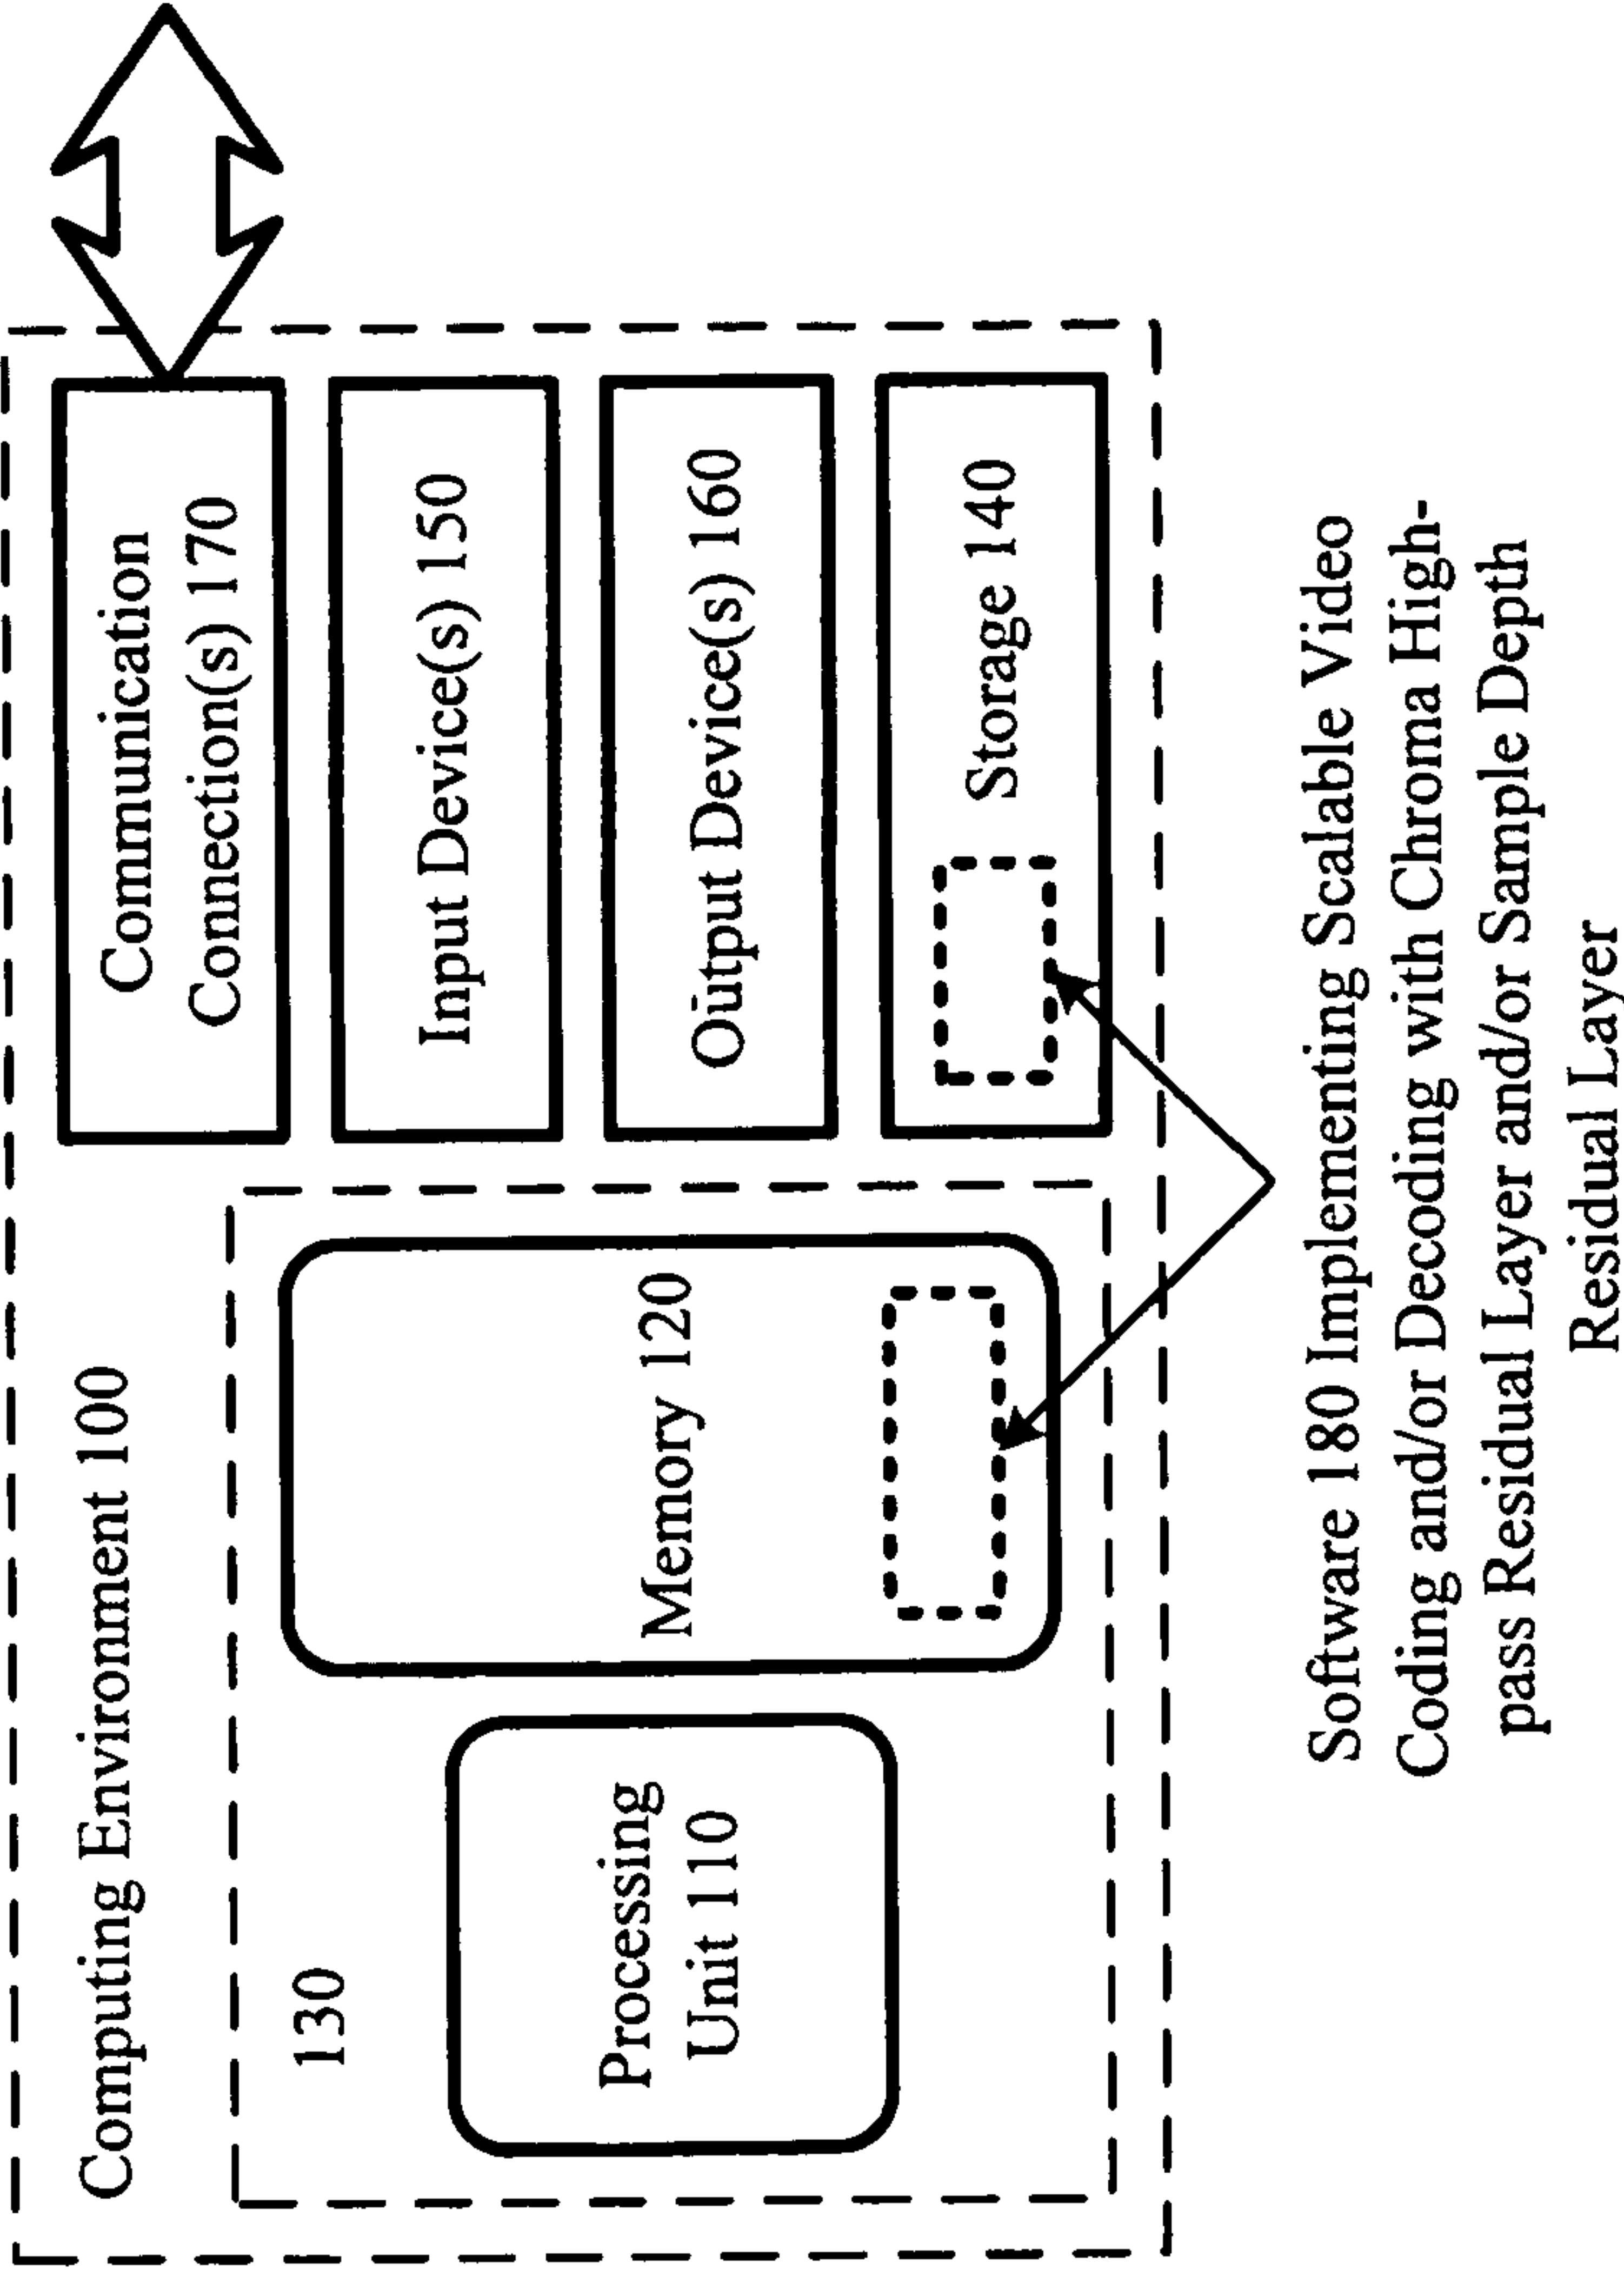 Computing Environment 100
Communication
Connection(s) 170
130
Input Device(s) 150
Processing
Unit 110
Memory 120
Output Device(s) 160
Storage 140
Software 180 Implementing Scalable Video
Coding and/or Decoding with Chroma High-
pass Residual Layer and/or Sample Depth
Residual Layer